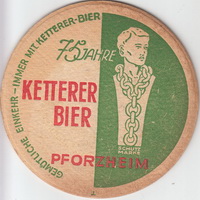 GEMÜTLICHE EINKEHR - IMMER MIT KETTERER-BIER
75 JAHRE
KETTERER
BIER
SCHUTZ
MARKE
PFORZHEIM